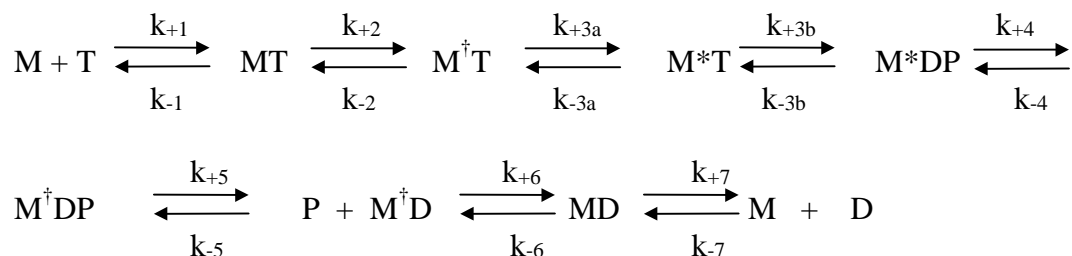 k+1 k+2 k+3a k+3b k+4
M + T MT M†T M*T M*DP
k-1 k-2 k-3a k-3b k-4
k+5 k+6 k+7
M†DP P + M†D MD M + D
k-5 k-6 k-7